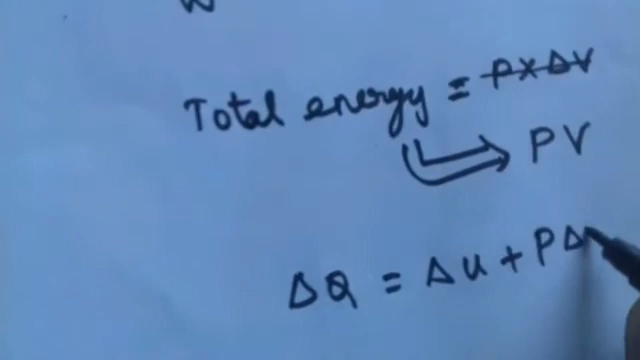 Total energy = P×ΔV
PV
ΔQ = Δu + PΔ